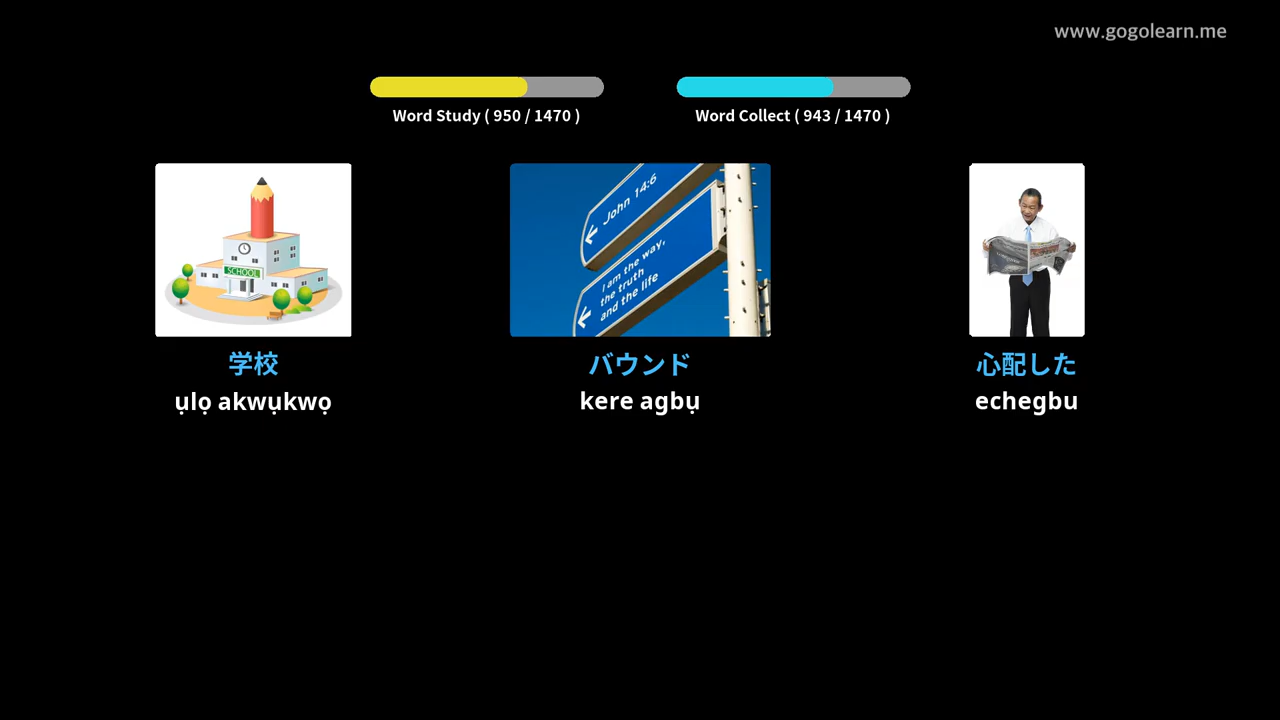 www.gogolearn.me
Word Study ( 950 / 1470 )
Word Collect ( 943 / 1470 )
SCHOOL
John 14:6
I am the way,
the truth
and the life
学校
バウンド
心配した
ụlọ akwụkwọ
kere agbụ
echegbu